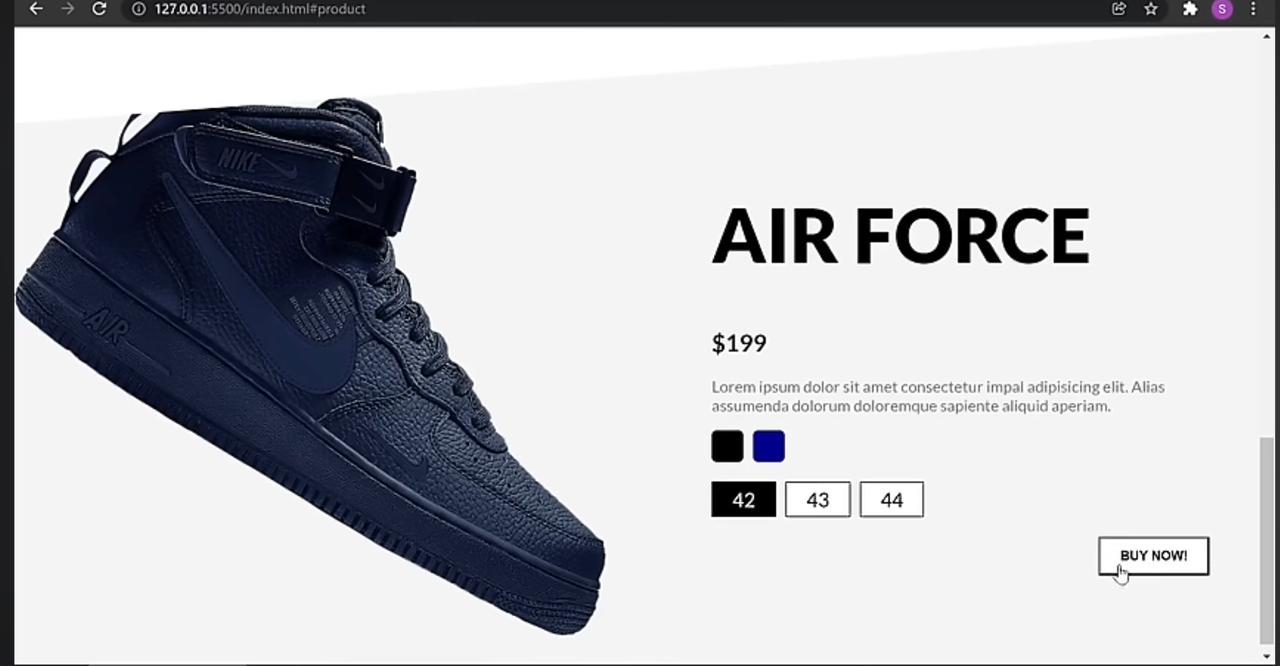 127.0.0.1:5500/index.html#product
S
NIKE
AIR
AIR FORCE
$199
Lorem ipsum dolor sit amet consectetur impal adipisicing elit. Alias
assumenda dolorum doloremque sapiente aliquid aperiam.
42 43 44
BUY NOW!